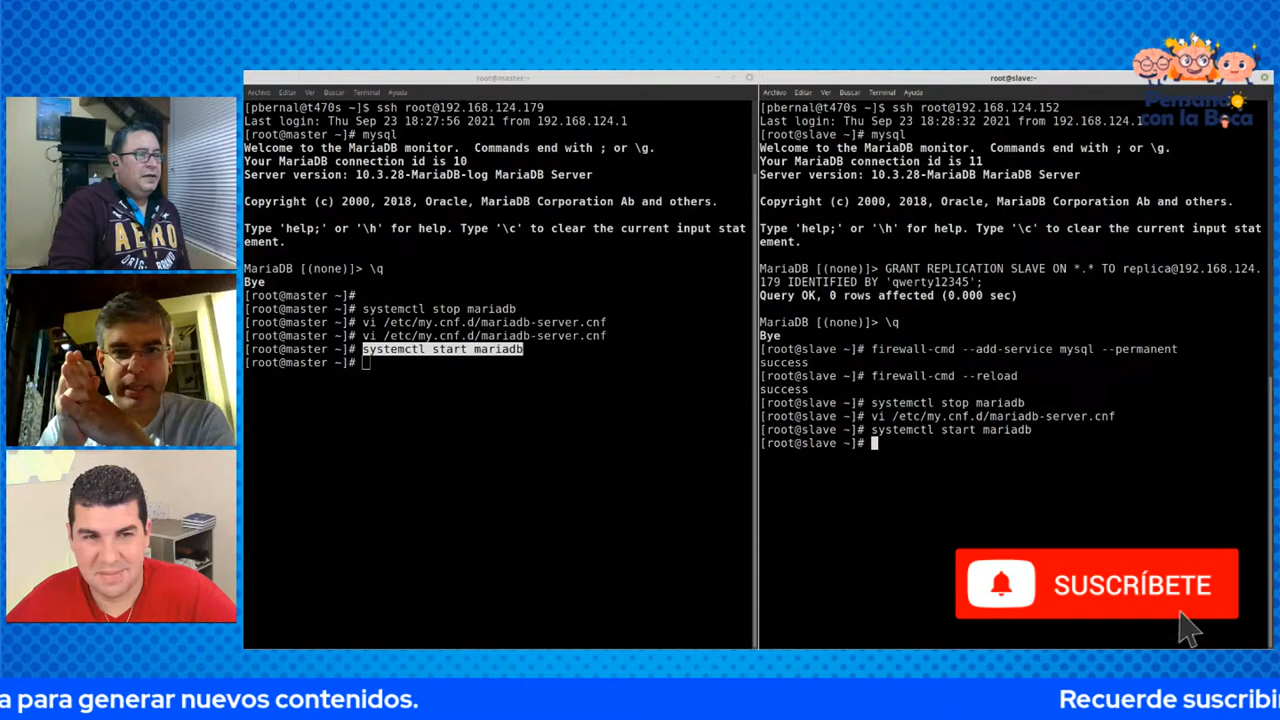 Pensando
con la Boca
AERO
ORIG BRAND
root@master:~
Archivo Editar Ver Buscar Terminal Ayuda
[pbernal@t470s ~]$ ssh root@192.168.124.179
Last login: Thu Sep 23 18:27:56 2021 from 192.168.124.1
[root@master ~]# mysql
Welcome to the MariaDB monitor.  Commands end with ; or \g.
Your MariaDB connection id is 10
Server version: 10.3.28-MariaDB-log MariaDB Server
Copyright (c) 2000, 2018, Oracle, MariaDB Corporation Ab and others.
Type 'help;' or '\h' for help. Type '\c' to clear the current input stat
ement.
MariaDB [(none)]> \q
Bye
[root@master ~]#
[root@master ~]# systemctl stop mariadb
[root@master ~]# vi /etc/my.cnf.d/mariadb-server.cnf
[root@master ~]# vi /etc/my.cnf.d/mariadb-server.cnf
[root@master ~]# systemctl start mariadb
[root@master ~]#
root@slave:~
Archivo Editar Ver Buscar Terminal Ayuda
[pbernal@t470s ~]$ ssh root@192.168.124.152
Last login: Thu Sep 23 18:28:32 2021 from 192.168.124.1
[root@slave ~]# mysql
Welcome to the MariaDB monitor.  Commands end with ; or \g.
Your MariaDB connection id is 11
Server version: 10.3.28-MariaDB MariaDB Server
Copyright (c) 2000, 2018, Oracle, MariaDB Corporation Ab and others.
Type 'help;' or '\h' for help. Type '\c' to clear the current input stat
ement.
MariaDB [(none)]> GRANT REPLICATION SLAVE ON *.* TO replica@192.168.124.
179 IDENTIFIED BY 'qwerty12345';
Query OK, 0 rows affected (0.000 sec)
MariaDB [(none)]> \q
Bye
[root@slave ~]# firewall-cmd --add-service mysql --permanent
success
[root@slave ~]# firewall-cmd --reload
success
[root@slave ~]# systemctl stop mariadb
[root@slave ~]# vi /etc/my.cnf.d/mariadb-server.cnf
[root@slave ~]# systemctl start mariadb
[root@slave ~]#
SUSCRÍBETE
a para generar nuevos contenidos. Recuerde suscribi